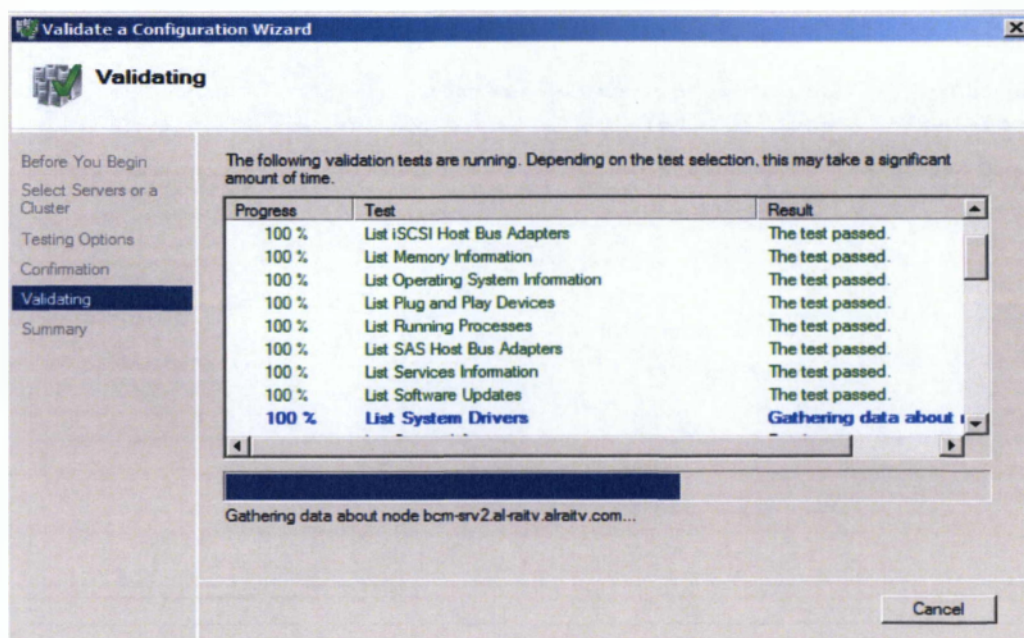 Validate a Configuration Wizard
Validating
Before You Begin
Select Servers or a
Cluster
Testing Options
Confirmation
Validating
Summary
The following validation tests are running. Depending on the test selection, this may take a significant
amount of time.
Progress Test Result
100 % List iSCSI Host Bus Adapters The test passed.
100 % List Memory Information The test passed.
100 % List Operating System Information The test passed.
100 % List Plug and Play Devices The test passed.
100 % List Running Processes The test passed.
100 % List SAS Host Bus Adapters The test passed.
100 % List Services Information The test passed.
100 % List Software Updates The test passed.
100 % List System Drivers Gathering data about
Gathering data about node bcm-srv2.al-raitv.alraitv.com...
Cancel